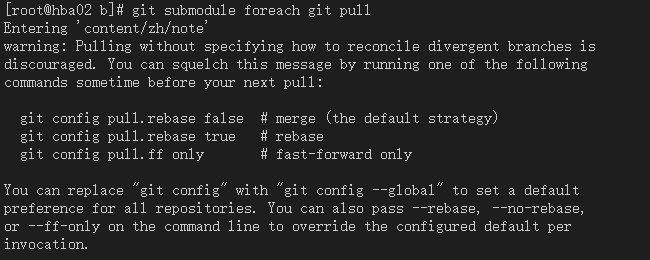 [root@hba02 b]# git submodule foreach git pull
Entering 'content/zh/note'
warning: Pulling without specifying how to reconcile divergent branches is
discouraged. You can squelch this message by running one of the following
commands sometime before your next pull:
  git config pull.rebase false  # merge (the default strategy)
  git config pull.rebase true   # rebase
  git config pull.ff only       # fast-forward only
You can replace "git config" with "git config --global" to set a default
preference for all repositories. You can also pass --rebase, --no-rebase,
or --ff-only on the command line to override the configured default per
invocation.